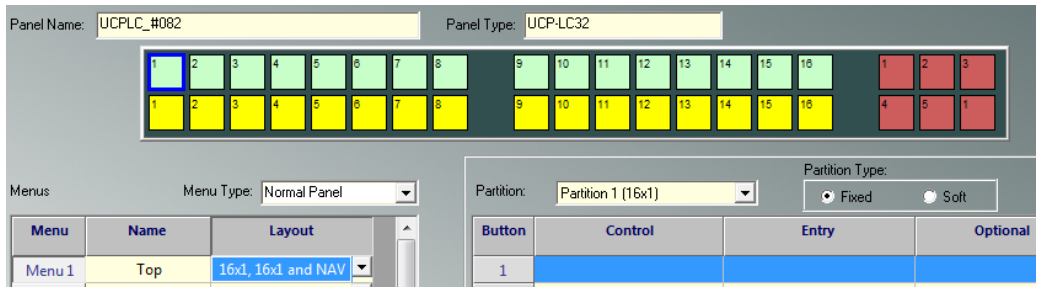 Panel Name: UCPLC_#082 Panel Type: UCP-LC32
1 2 3 4 5 6 7 8 9 10 11 12 13 14 15 16 1 2 3
1 2 3 4 5 6 7 8 9 10 11 12 13 14 15 16 4 5 1
Partition Type:
Menus Menu Type: Normal Panel Partition: Partition 1 (16x1) Fixed Soft
Menu Name Layout Button Control Entry Optional
Menu 1 Top 16x1, 16x1 and NAV 1